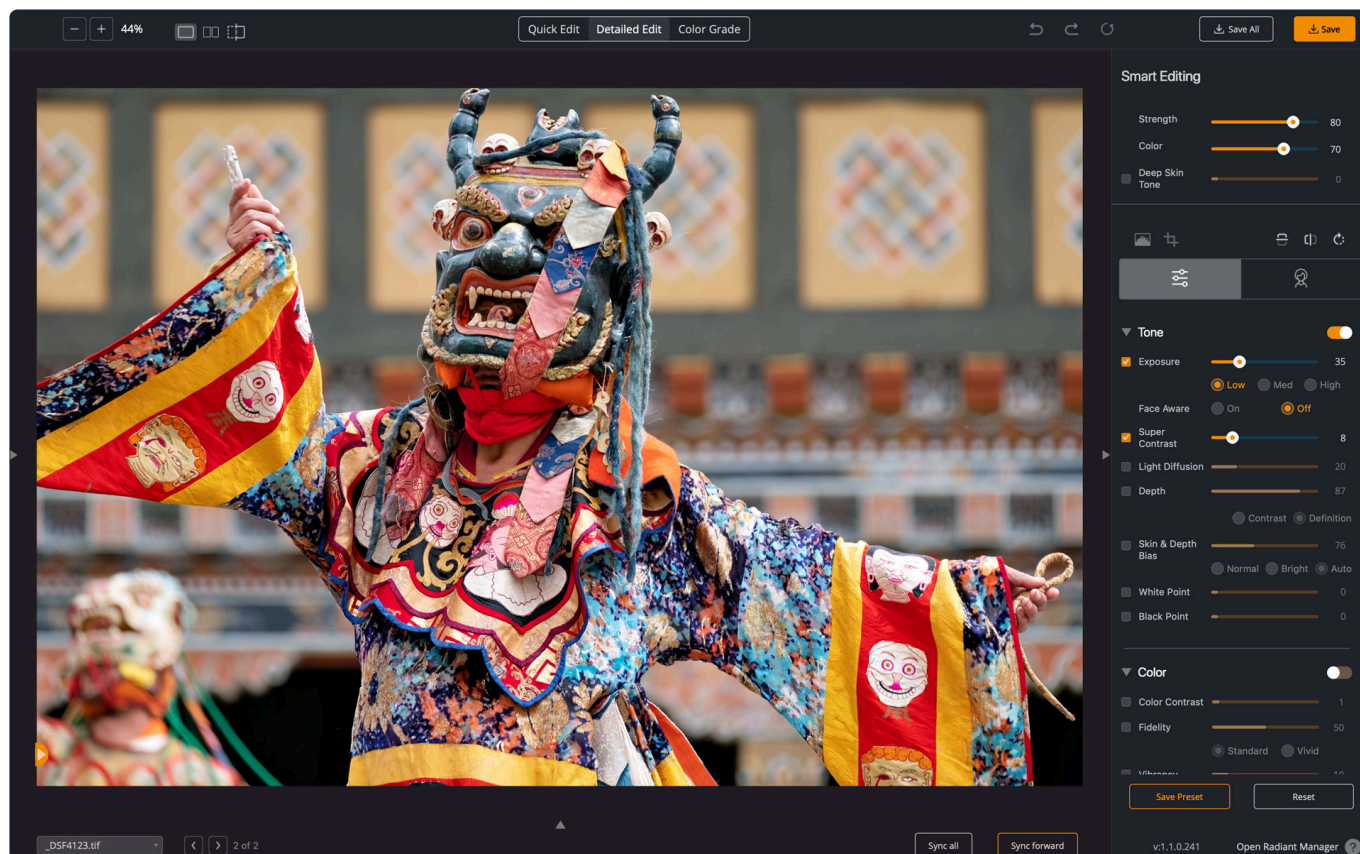 44%
Quick Edit Detailed Edit Color Grade
Save All
Save
Smart Editing
Strength 80
Color 70
Deep Skin
Tone 0
Tone
Exposure 35
Low Med High
Face Aware On Off
Super
Contrast 8
Light Diffusion 20
Depth 87
Contrast Definition
Skin & Depth
Bias 76
Normal Bright Auto
White Point 0
Black Point 0
Color
Color Contrast 1
Fidelity 50
Standard Vivid
Vibrancy 10
Save Preset Reset
_DSF4123.tif 2 of 2 Sync all Sync forward
v:1.1.0.241 Open Radiant Manager ?